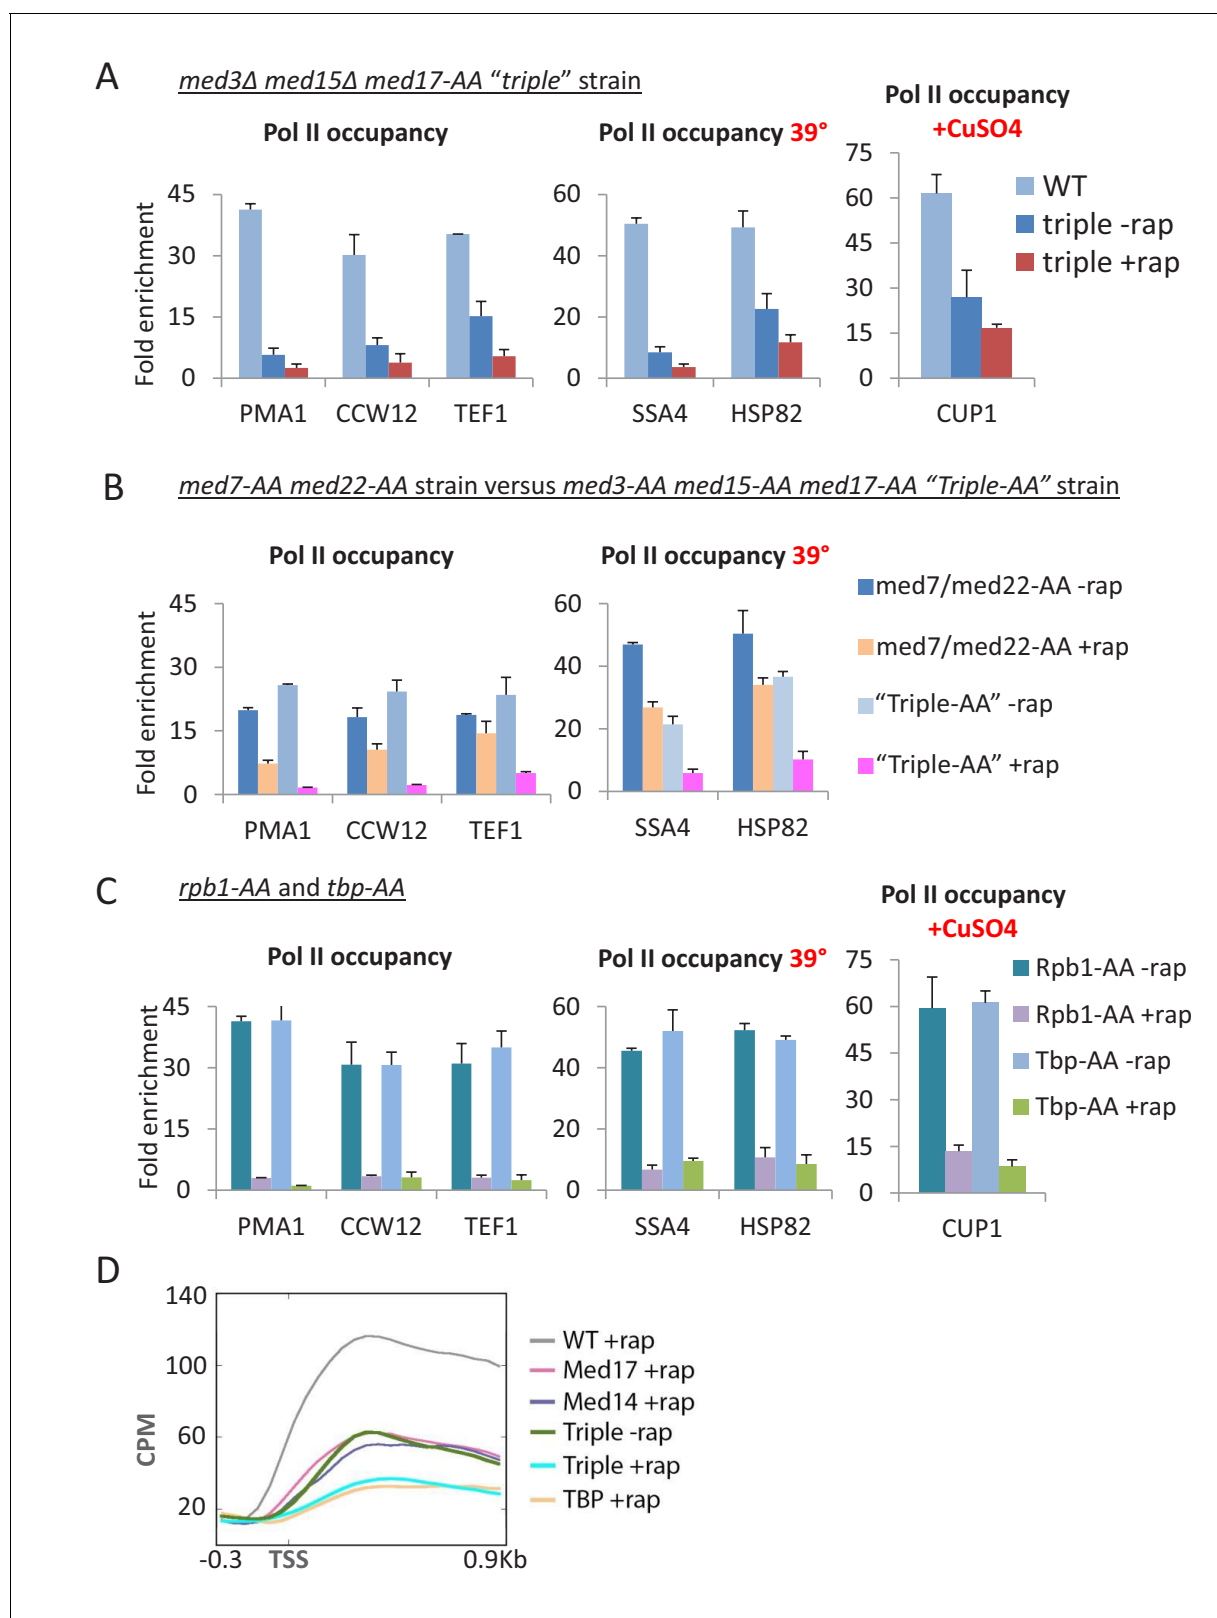 A
med3Δ med15Δ med17-AA “triple” strain
Pol II occupancy
Pol II occupancy 39°
Pol II occupancy
+CuSO4
Fold enrichment
45
30
15
0
PMA1 CCW12 TEF1
60
40
20
0
SSA4 HSP82
75
60
45
30
15
0
CUP1
WT
triple -rap
triple +rap
B
med7-AA med22-AA strain versus med3-AA med15-AA med17-AA “Triple-AA” strain
Pol II occupancy
Pol II occupancy 39°
Fold enrichment
45
30
15
0
PMA1 CCW12 TEF1
60
40
20
0
SSA4 HSP82
med7/med22-AA -rap
med7/med22-AA +rap
“Triple-AA” -rap
“Triple-AA” +rap
C
rpb1-AA and tbp-AA
Pol II occupancy
Pol II occupancy 39°
Pol II occupancy
+CuSO4
Fold enrichment
45
30
15
0
PMA1 CCW12 TEF1
60
40
20
0
SSA4 HSP82
75
60
45
30
15
0
CUP1
Rpb1-AA -rap
Rpb1-AA +rap
Tbp-AA -rap
Tbp-AA +rap
D
CPM
140
100
60
20
-0.3 TSS 0.9Kb
WT +rap
Med17 +rap
Med14 +rap
Triple -rap
Triple +rap
TBP +rap